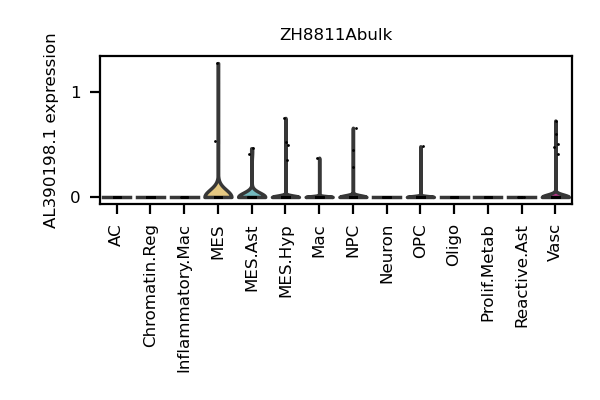 ZH8811Abulk
AL390198.1 expression
1
0
AC
Chromatin.Reg
Inflammatory.Mac
MES
MES.Ast
MES.Hyp
Mac
NPC
Neuron
OPC
Oligo
Prolif.Metab
Reactive.Ast
Vasc